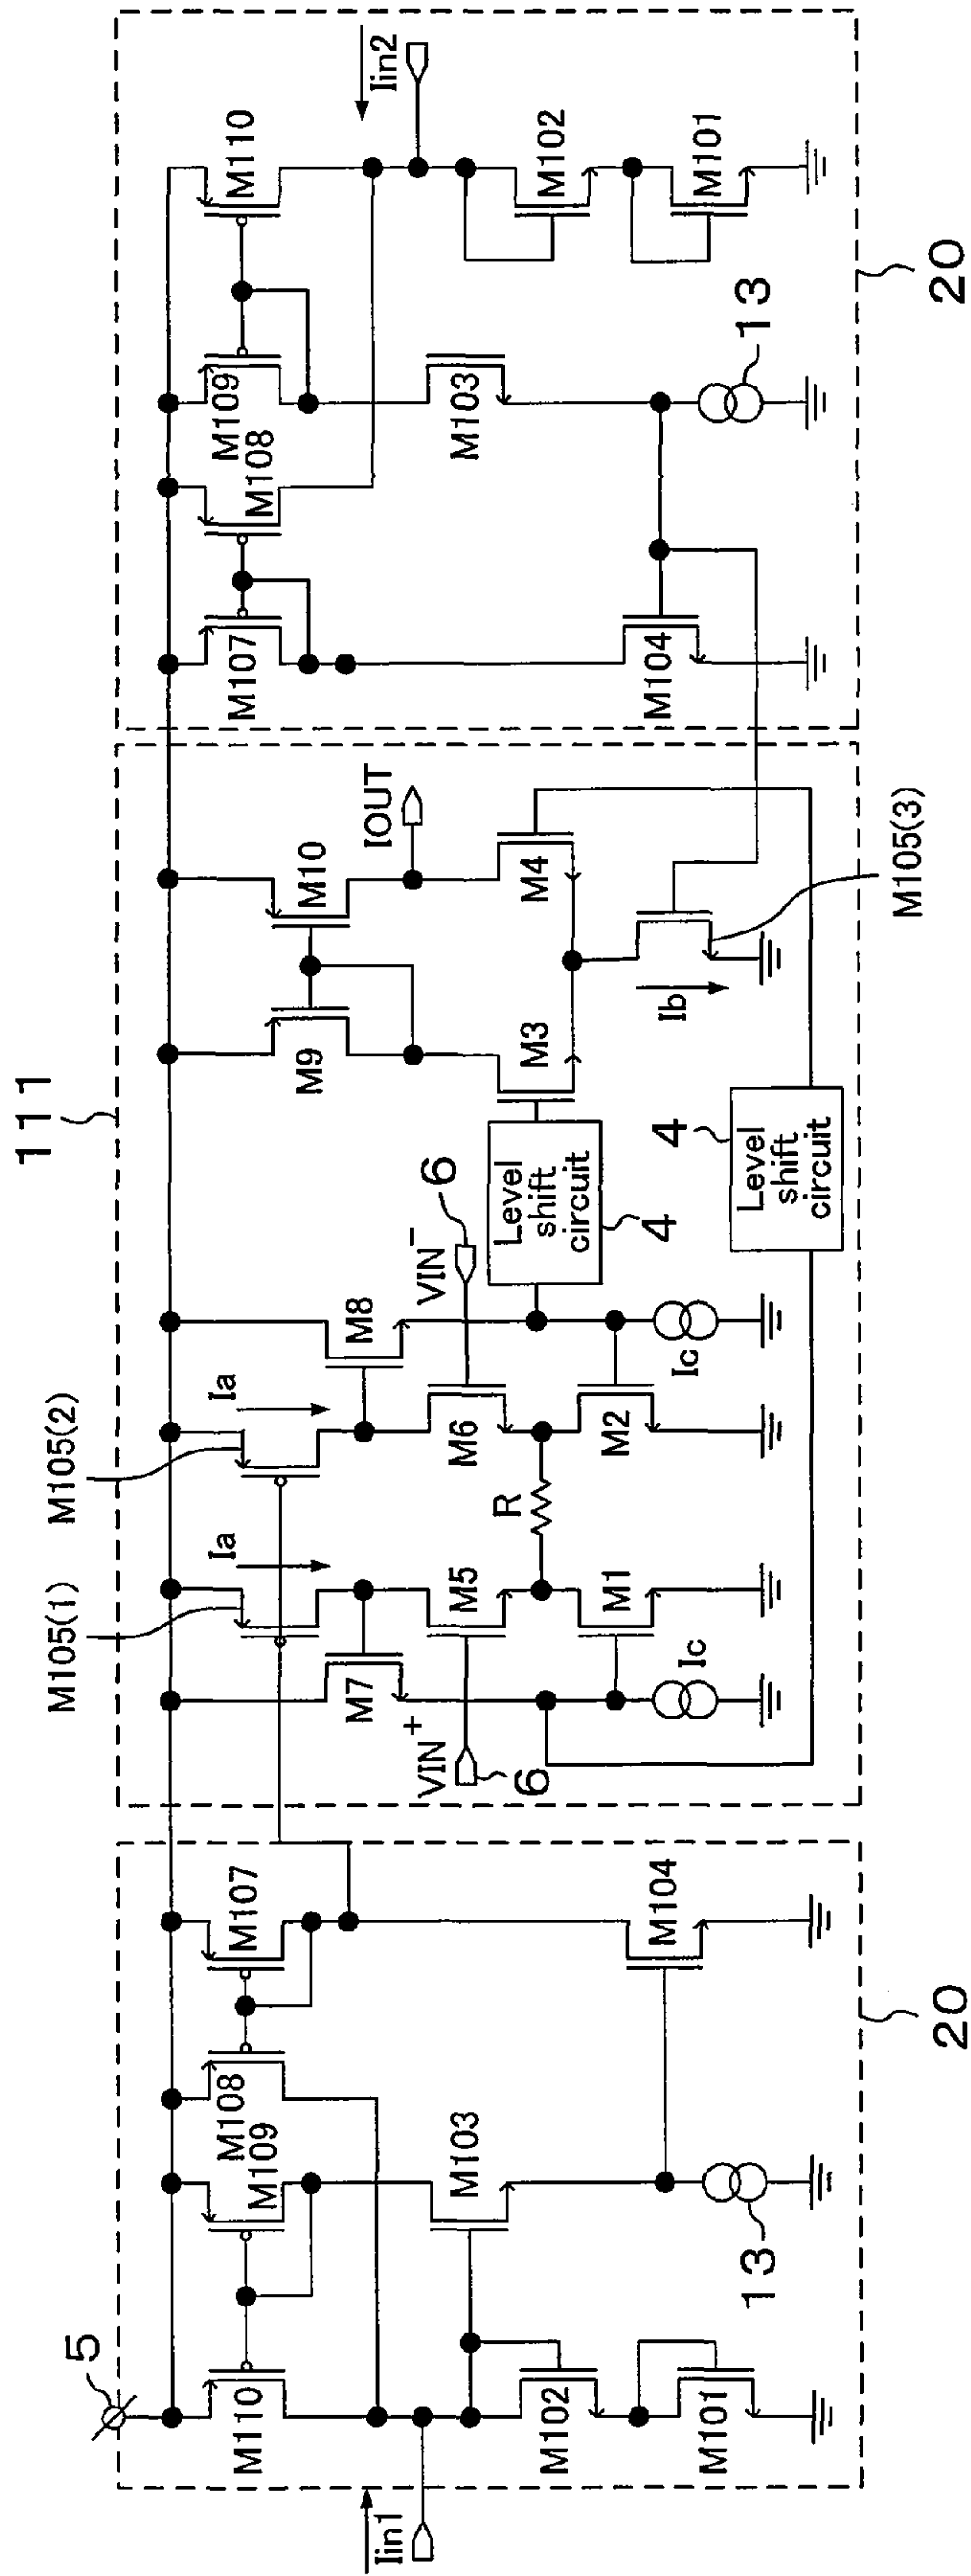 111
5
Iin1
M110
M109
M108
M107
M103
M102
M101
M104
13
20
M105(1)
M105(2)
Ia
Ia
M7
M8
VIN+
6
M5
M6
VIN−
6
R
M1
M2
Ic
Ic
Level shift circuit
4
Level shift circuit
4
M9
M10
IOUT
M3
M4
Ib
M105(3)
M107
M108
M109
M110
Iin2
M103
M102
M101
M104
13
20